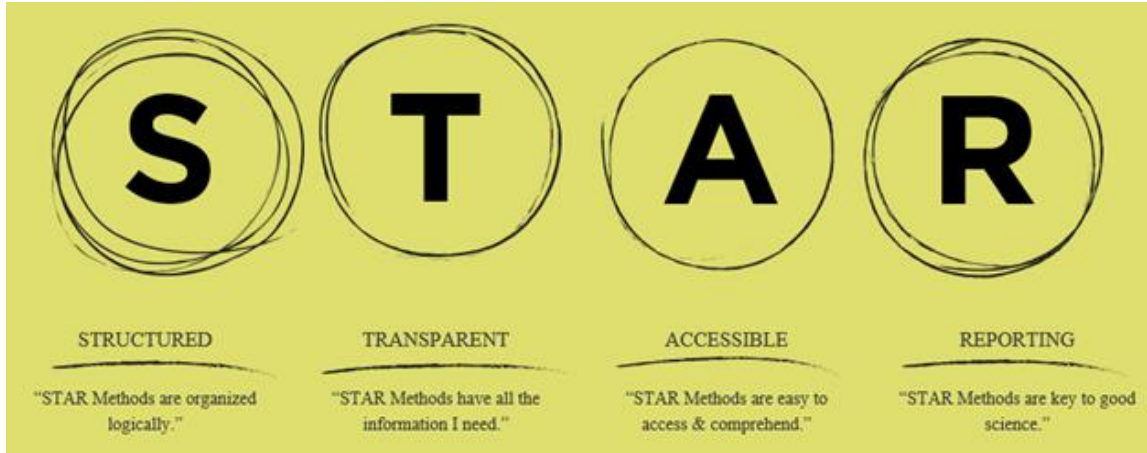 S T A R
STRUCTURED
"STAR Methods are organized
logically."
TRANSPARENT
"STAR Methods have all the
information I need."
ACCESSIBLE
"STAR Methods are easy to
access & comprehend."
REPORTING
"STAR Methods are key to good
science."